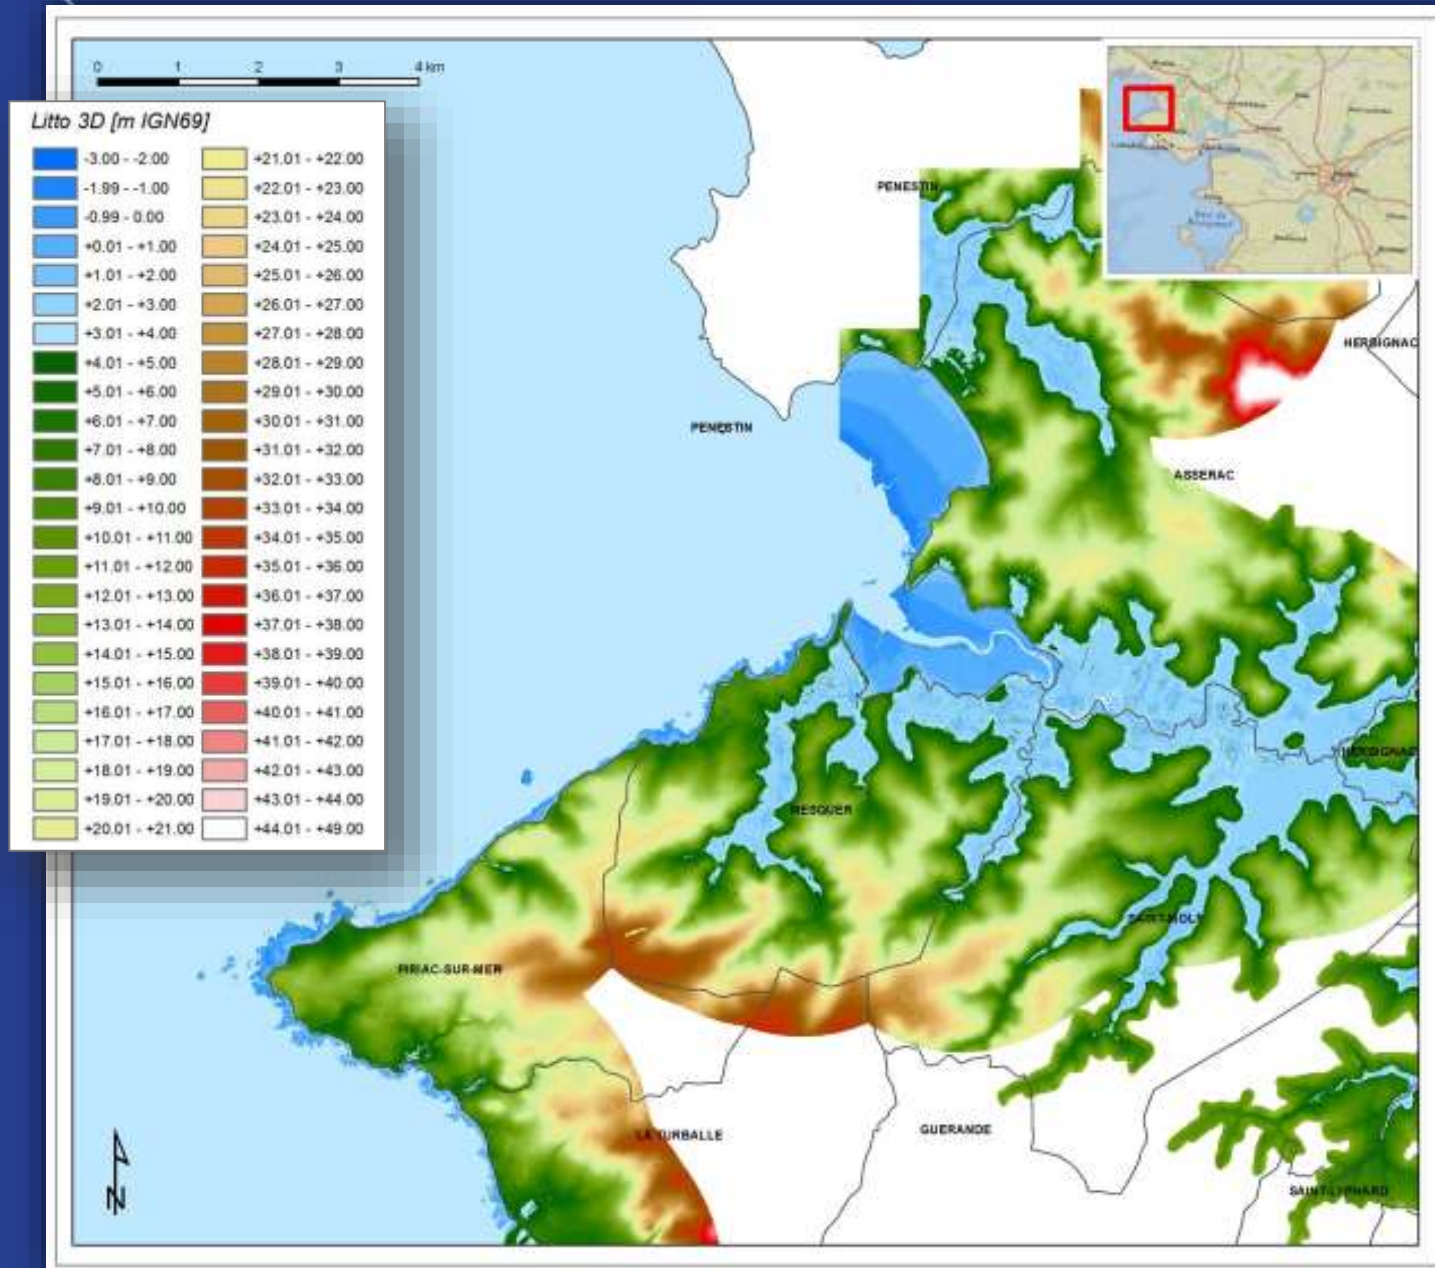 0 1 2 3 4 km
Litto 3D [m IGN69]
-3.00 - -2.00
-1.99 - -1.00
-0.99 - 0.00
+0.01 - +1.00
+1.01 - +2.00
+2.01 - +3.00
+3.01 - +4.00
+4.01 - +5.00
+5.01 - +6.00
+6.01 - +7.00
+7.01 - +8.00
+8.01 - +9.00
+9.01 - +10.00
+10.01 - +11.00
+11.01 - +12.00
+12.01 - +13.00
+13.01 - +14.00
+14.01 - +15.00
+15.01 - +16.00
+16.01 - +17.00
+17.01 - +18.00
+18.01 - +19.00
+19.01 - +20.00
+20.01 - +21.00
+21.01 - +22.00
+22.01 - +23.00
+23.01 - +24.00
+24.01 - +25.00
+25.01 - +26.00
+26.01 - +27.00
+27.01 - +28.00
+28.01 - +29.00
+29.01 - +30.00
+30.01 - +31.00
+31.01 - +32.00
+32.01 - +33.00
+33.01 - +34.00
+34.01 - +35.00
+35.01 - +36.00
+36.01 - +37.00
+37.01 - +38.00
+38.01 - +39.00
+39.01 - +40.00
+40.01 - +41.00
+41.01 - +42.00
+42.01 - +43.00
+43.01 - +44.00
+44.01 - +49.00
PENESTIN
HERBIGNAC
PENESTIN
ASSERAC
HERBIGNAC
MESQUER
SAINT-MOLF
PIRIAC-SUR-MER
LA TURBALLE
GUERANDE
SAINT-LYPHARD
N